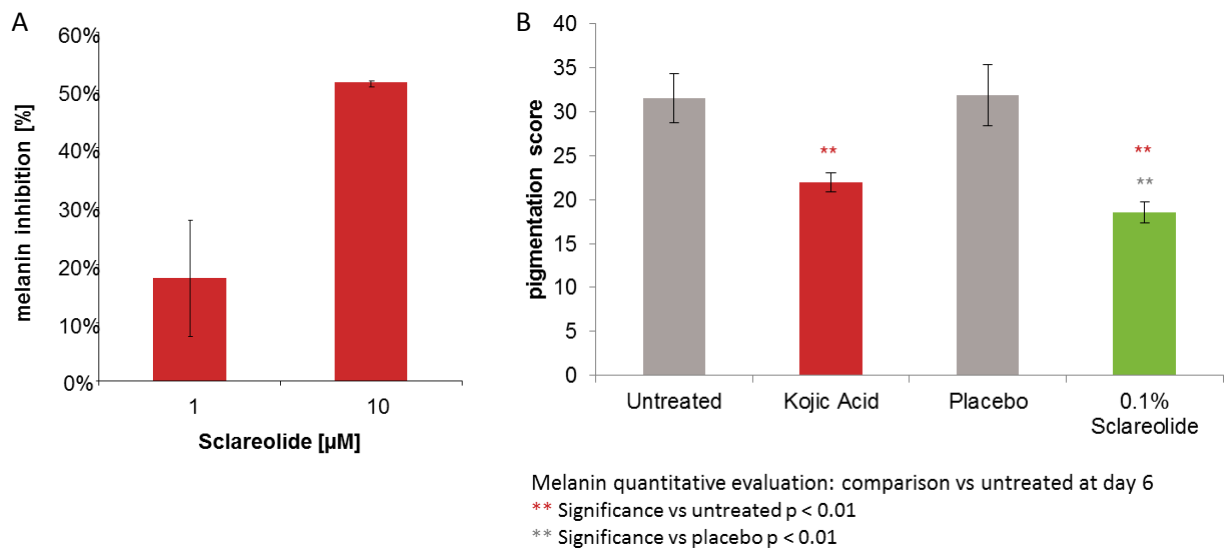 A
60%
50%
40%
30%
20%
10%
0%
melanin inhibition [%]
1
10
Sclareolide [µM]
B
40
35
30
25
20
15
10
5
0
pigmentation score
**
**
**
Untreated
Kojic Acid
Placebo
0.1%
Sclareolide
Melanin quantitative evaluation: comparison vs untreated at day 6
** Significance vs untreated p < 0.01
** Significance vs placebo p < 0.01